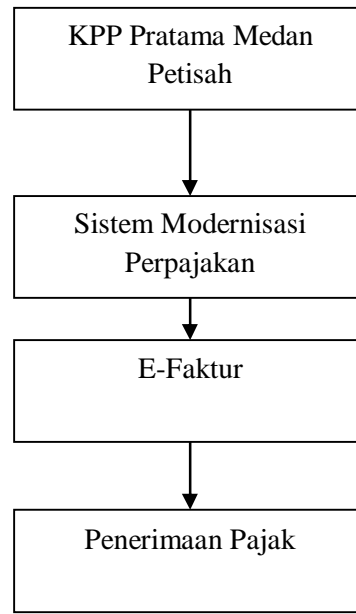 KPP Pratama Medan
Petisah
Sistem Modernisasi
Perpajakan
E-Faktur
Penerimaan Pajak